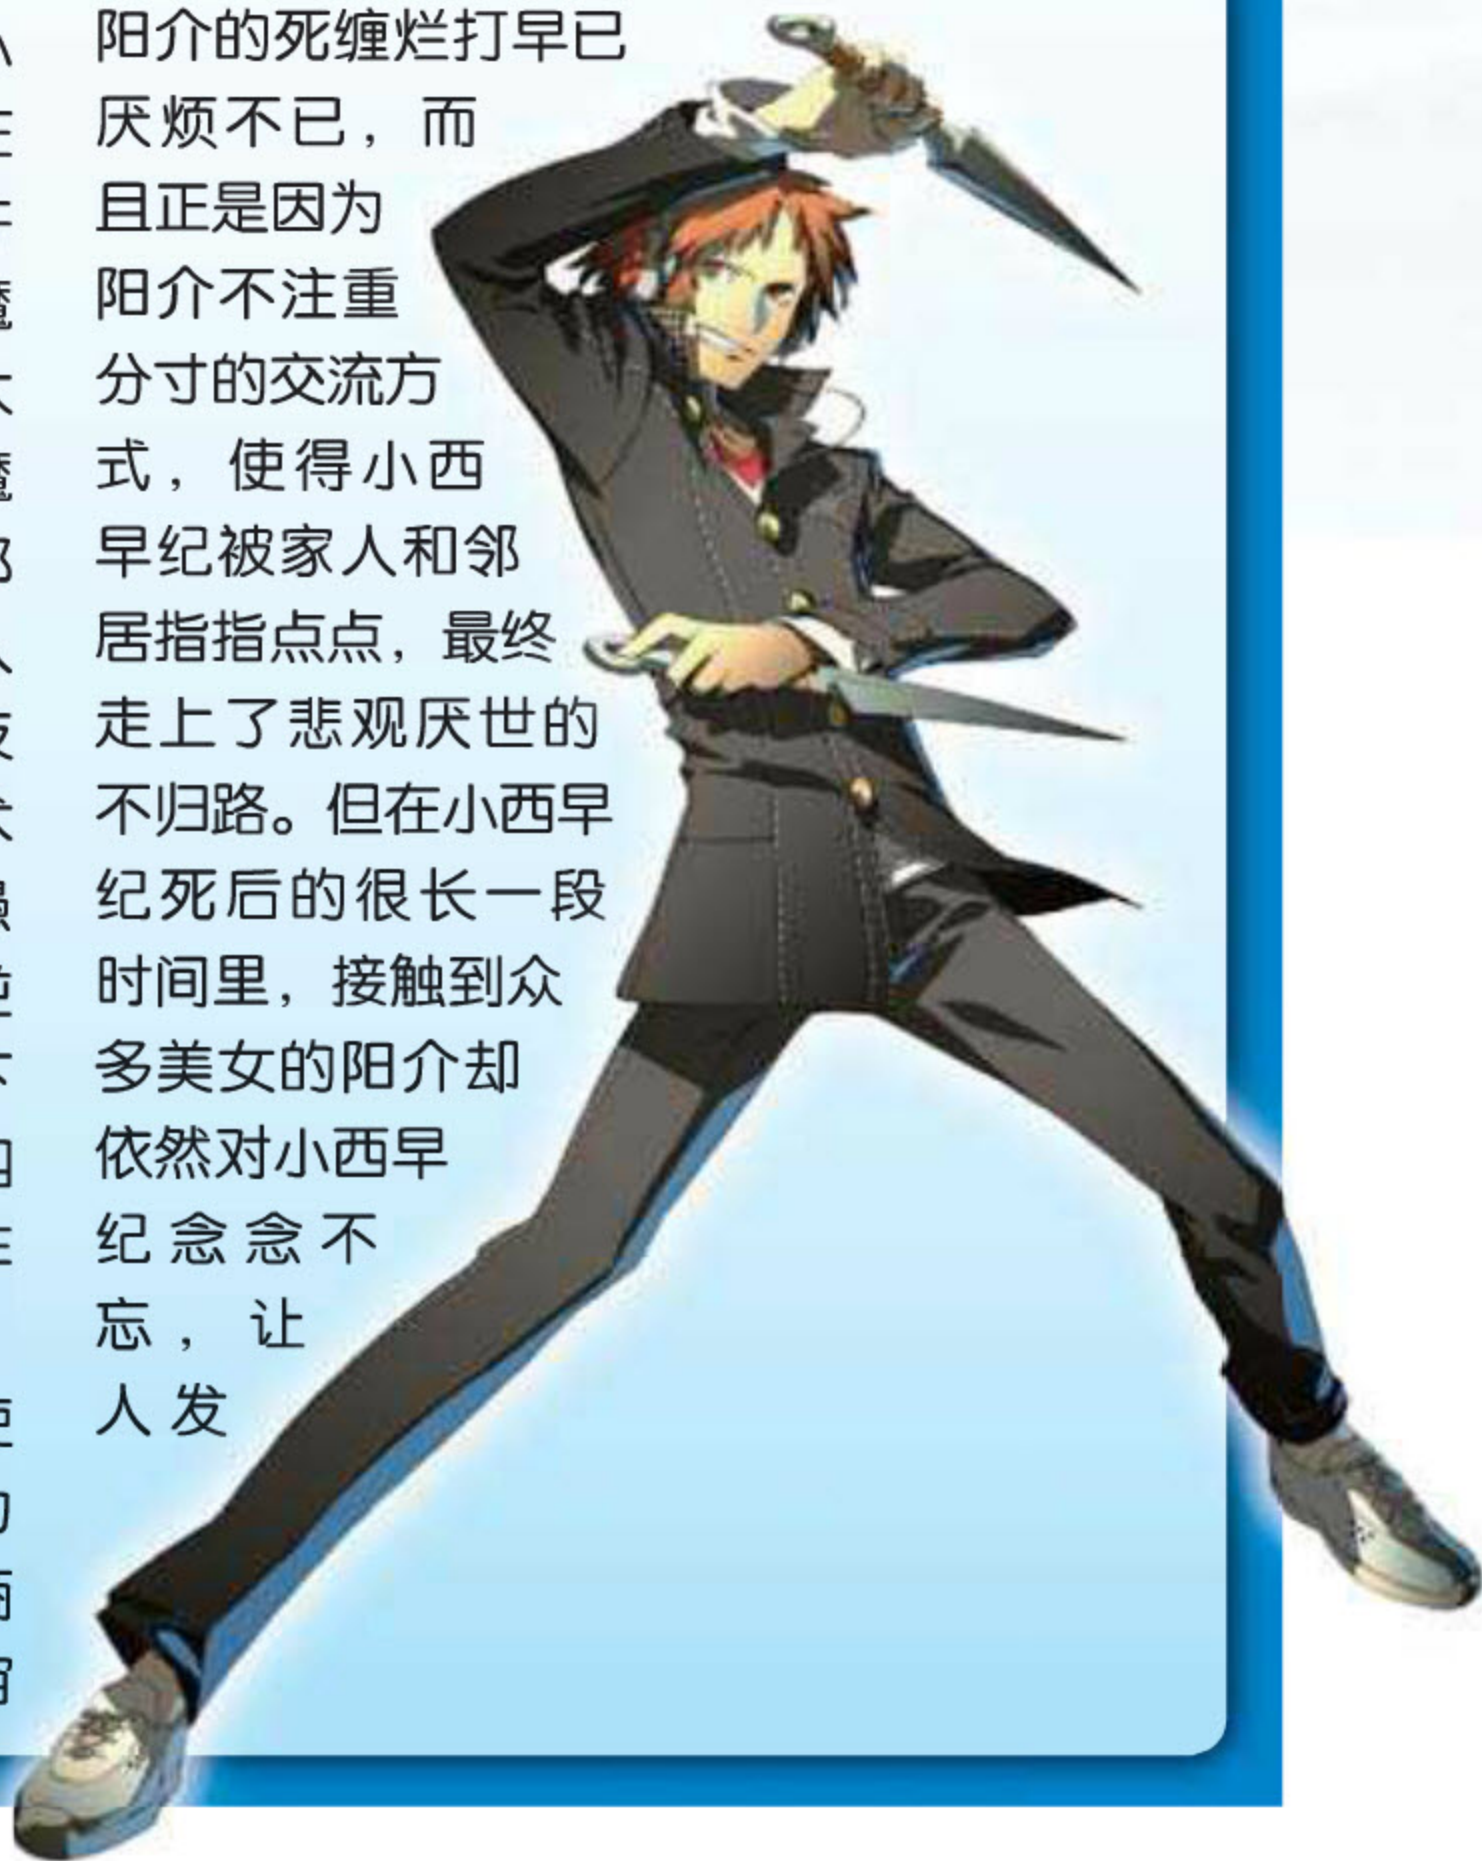 阳介的死缠烂打早已
厌烦不已，而
且正是因为
阳介不注重
分寸的交流方
式，使得小西
早纪被家人和邻
居指指点点，最终
走上了悲观厌世的
不归路。但在小西早
纪死后的很长一段
时间里，接触到众
多美女的阳介却
依然对小西早
纪念念不
忘，让
人发